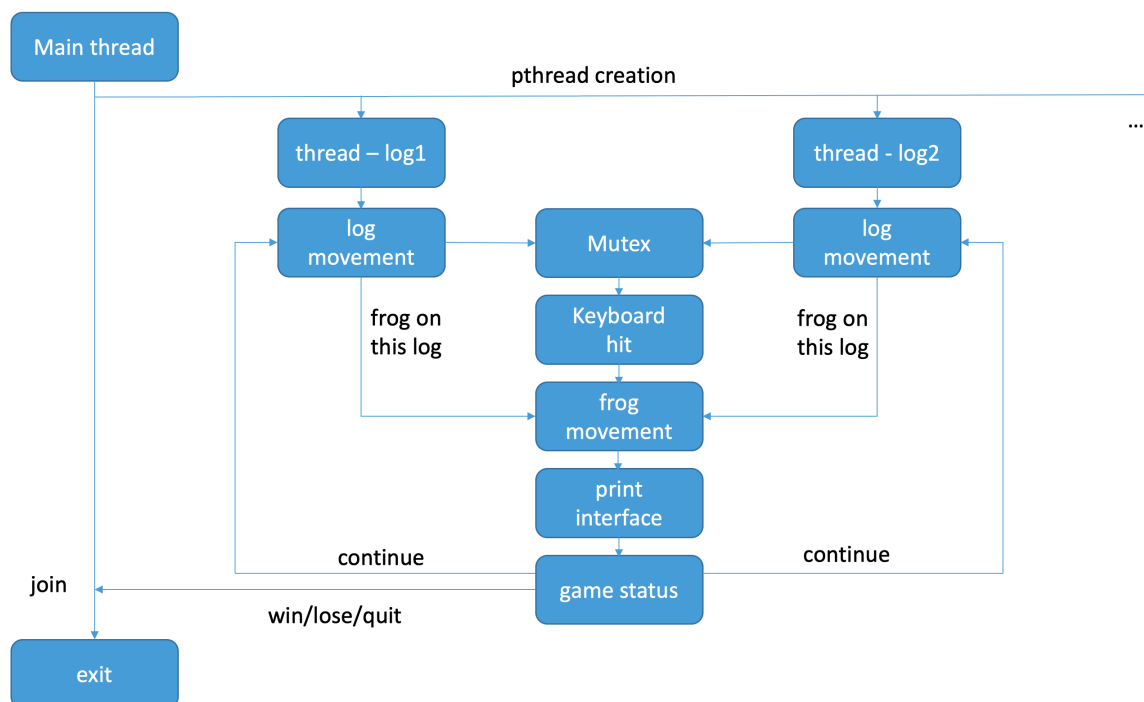 Main thread
pthread creation
...
thread – log1
thread - log2
log
movement
Mutex
log
movement
frog on
this log
Keyboard
hit
frog on
this log
frog
movement
print
interface
continue
continue
join
game status
win/lose/quit
exit